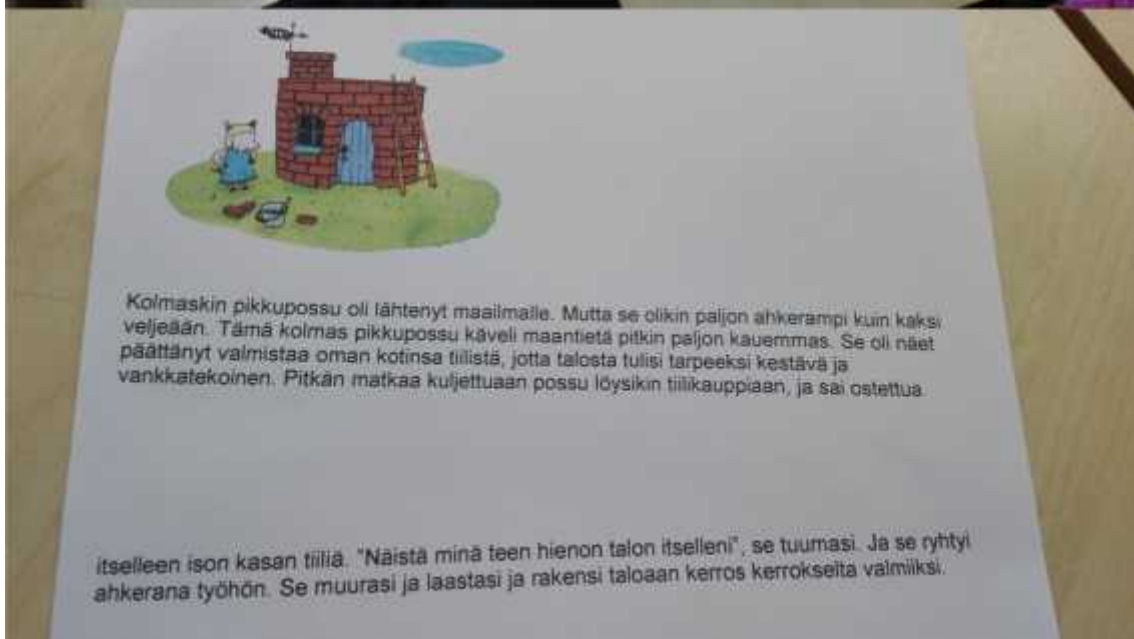 Kolmaskin pikkupossu oli lähtenyt maailmalle. Mutta se olikin paljon ahkerampi kuin kaksi
veljeään. Tämä kolmas pikkupossu käveli maantietä pitkin paljon kauemmas. Se oli näet
päättänyt valmistaa oman kotinsa tiilistä, jotta talosta tulisi tarpeeksi kestävä ja
vankkatekoinen. Pitkän matkaa kuljettuaan possu löysikin tiilikauppiaan, ja sai ostettua
itselleen ison kasan tiiliä. "Näistä minä teen hienon talon itselleni", se tuumasi. Ja se ryhtyi
ahkerana työhön. Se muurasi ja laastasi ja rakensi taloaan kerros kerrokselta valmiiksi.